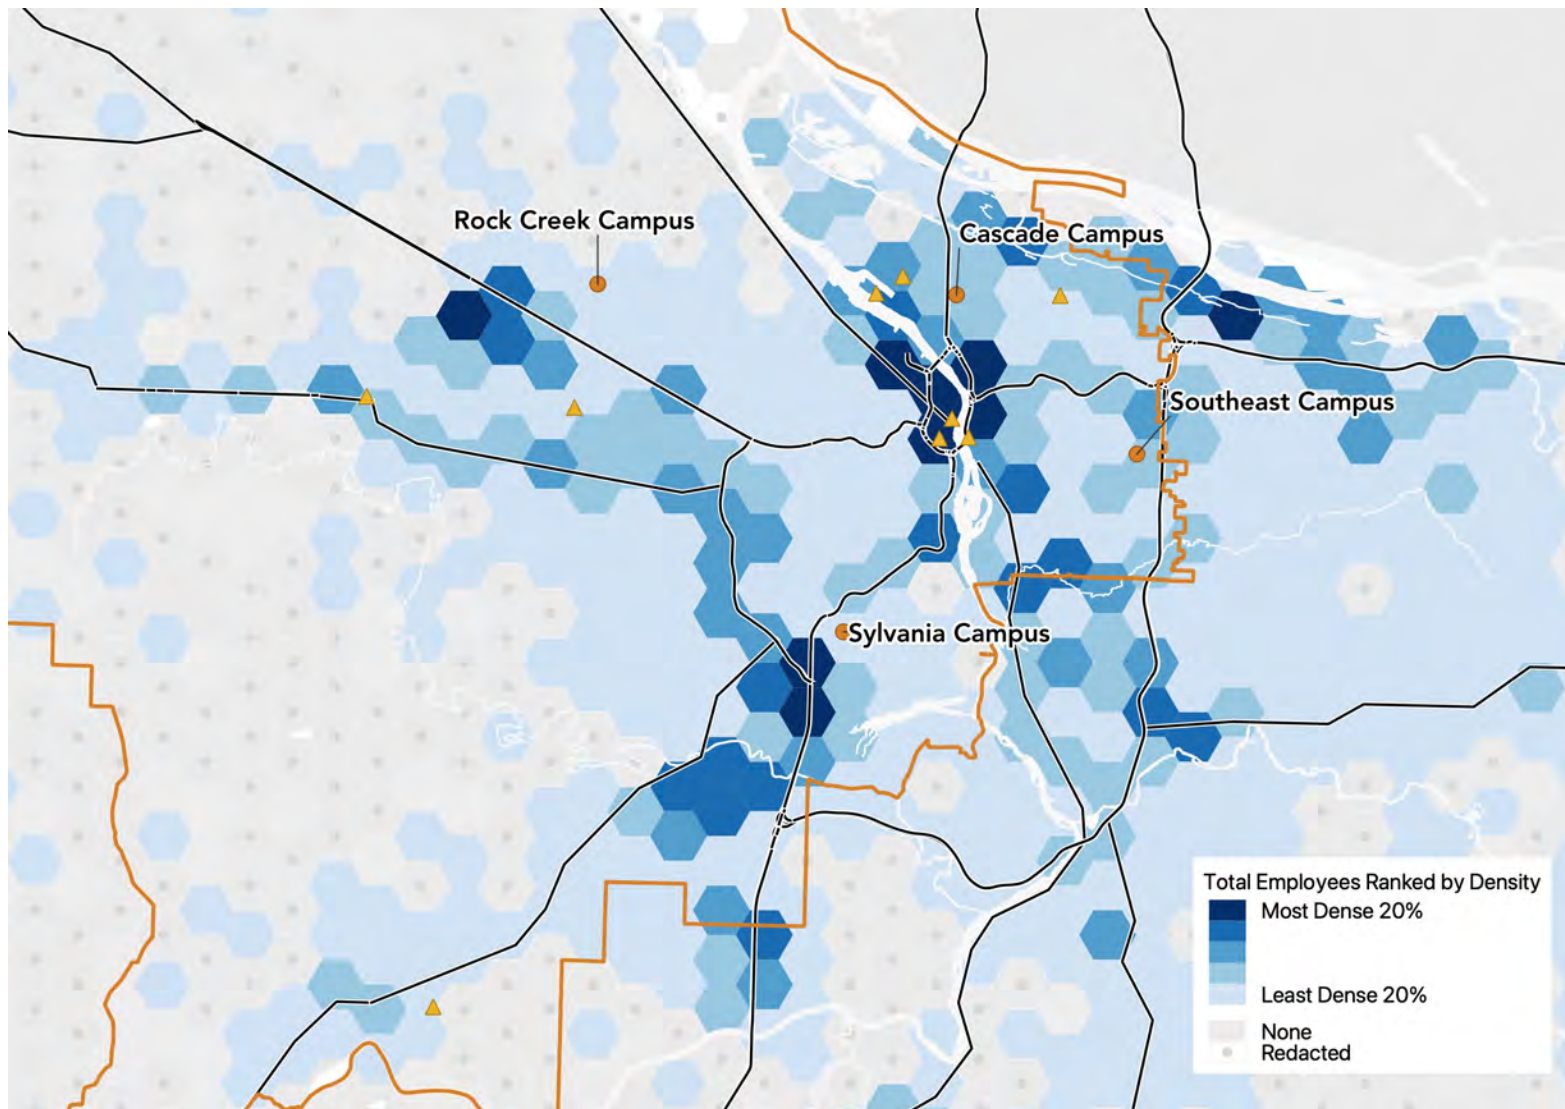 Rock Creek Campus
Cascade Campus
Southeast Campus
Sylvania Campus
Total Employees Ranked by Density
Most Dense 20%
Least Dense 20%
None
Redacted